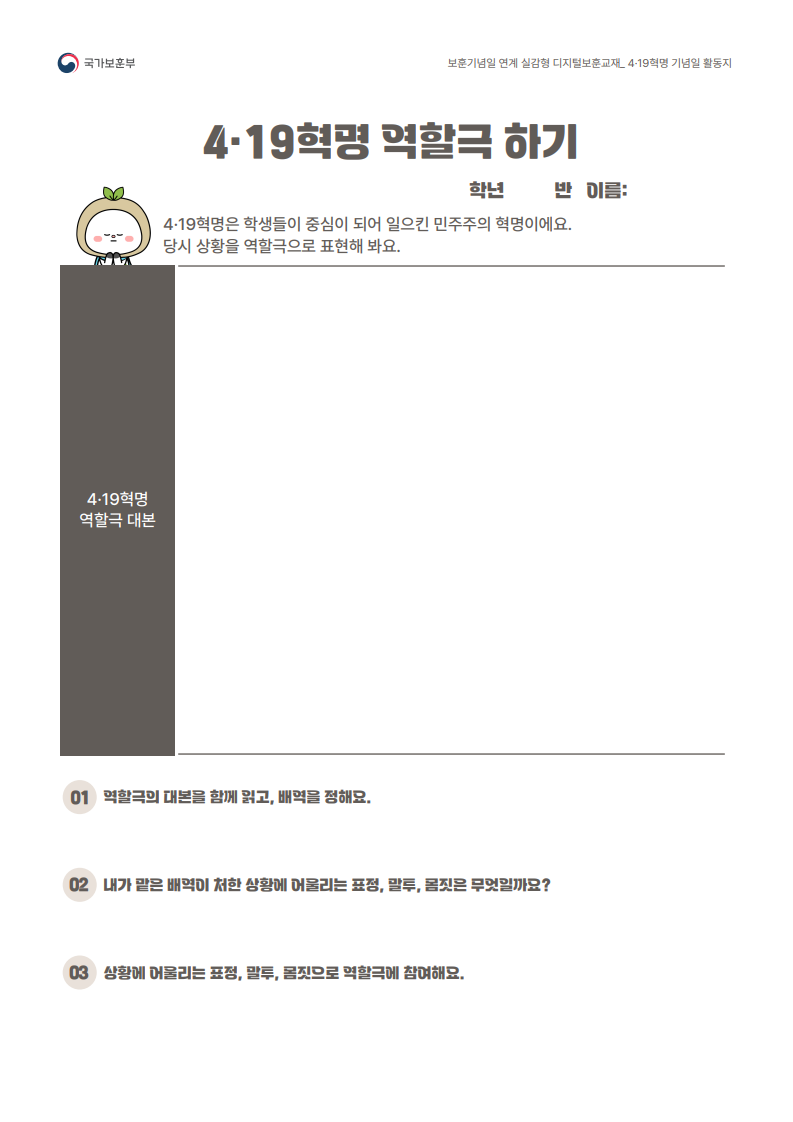 국가보훈부
보훈기념일 연계 실감형 디지털보훈교재_ 4·19혁명 기념일 활동지
4·19혁명 역할극 하기
학년 반 이름:
4·19혁명은 학생들이 중심이 되어 일으킨 민주주의 혁명이에요.
당시 상황을 역할극으로 표현해 봐요.
4·19혁명
역할극 대본
01 역할극의 대본을 함께 읽고, 배역을 정해요.
02 내가 맡은 배역이 처한 상황에 어울리는 표정, 말투, 몸짓은 무엇일까요?
03 상황에 어울리는 표정, 말투, 몸짓으로 역할극에 참여해요.